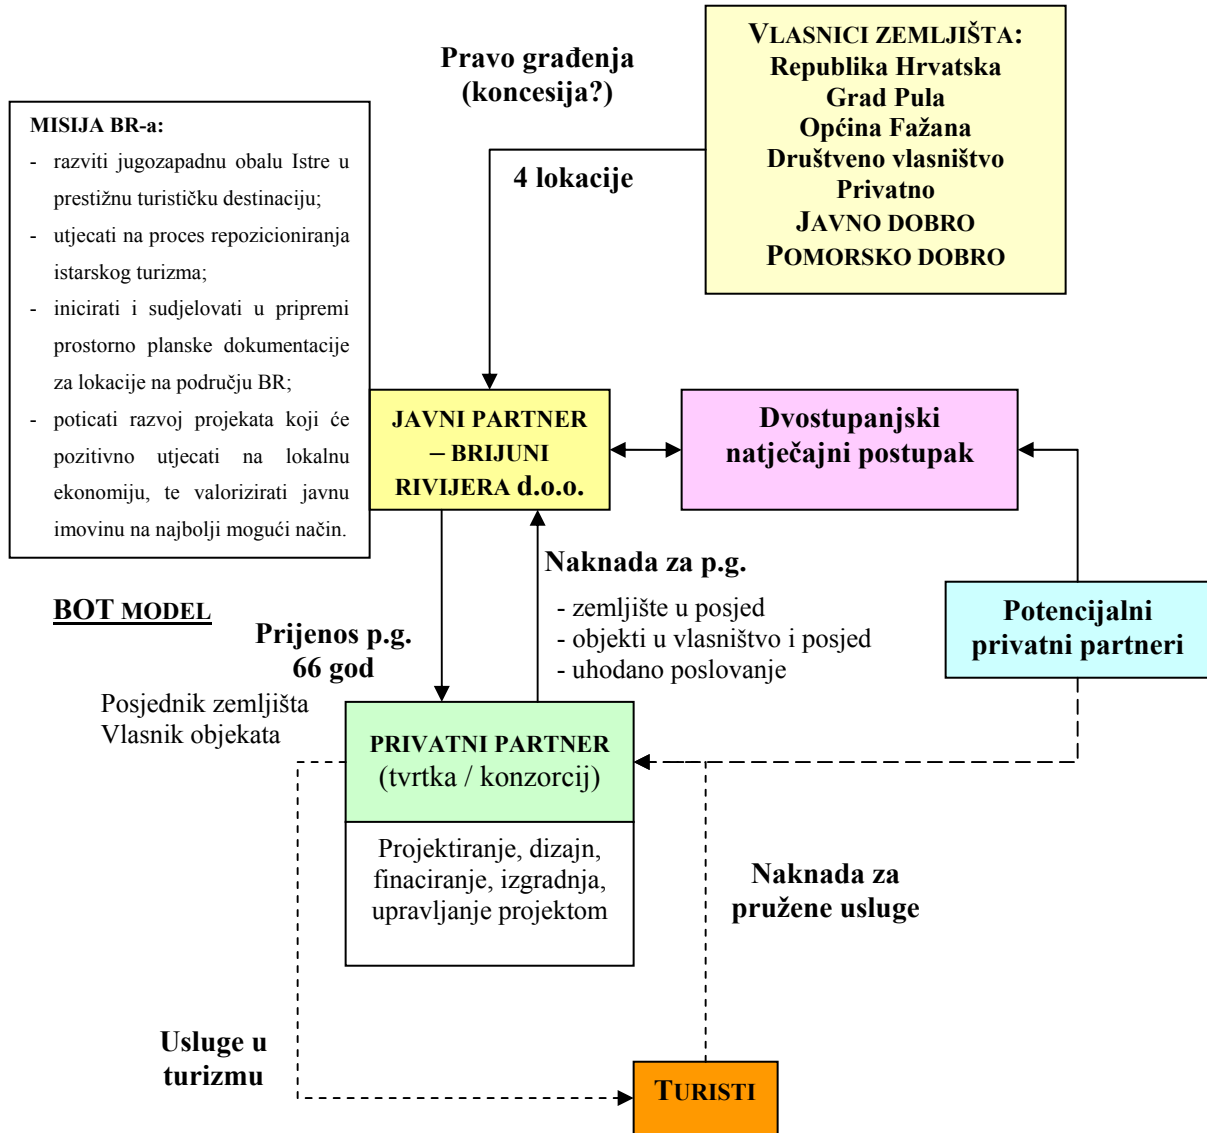 VLASNICI ZEMLJIŠTA:
Republika Hrvatska
Grad Pula
Općina Fažana
Društveno vlasništvo
Privatno
JAVNO DOBRO
POMORSKO DOBRO
Pravo građenja
(koncesija?)
4 lokacije
MISIJA BR-a:
- razviti jugozapadnu obalu Istre u
prestižnu turističku destinaciju;
- utjecati na proces repozicioniranja
istarskog turizma;
- inicirati i sudjelovati u pripremi
prostorno planske dokumentacije
za lokacije na području BR;
- poticati razvoj projekata koji će
pozitivno utjecati na lokalnu
ekonomiju, te valorizirati javnu
imovinu na najbolji mogući način.
JAVNI PARTNER
– BRIJUNI
RIVIJERA d.o.o.
Dvostupanjski
natječajni postupak
Naknada za p.g.
- zemljište u posjed
- objekti u vlasništvo i posjed
- uhodano poslovanje
Potencijalni
privatni partneri
BOT MODEL
Prijenos p.g.
66 god
Posjednik zemljišta
Vlasnik objekata
PRIVATNI PARTNER
(tvrtka / konzorcij)
Projektiranje, dizajn,
finaciranje, izgradnja,
upravljanje projektom
Naknada za
pružene usluge
Usluge u
turizmu
TURISTI